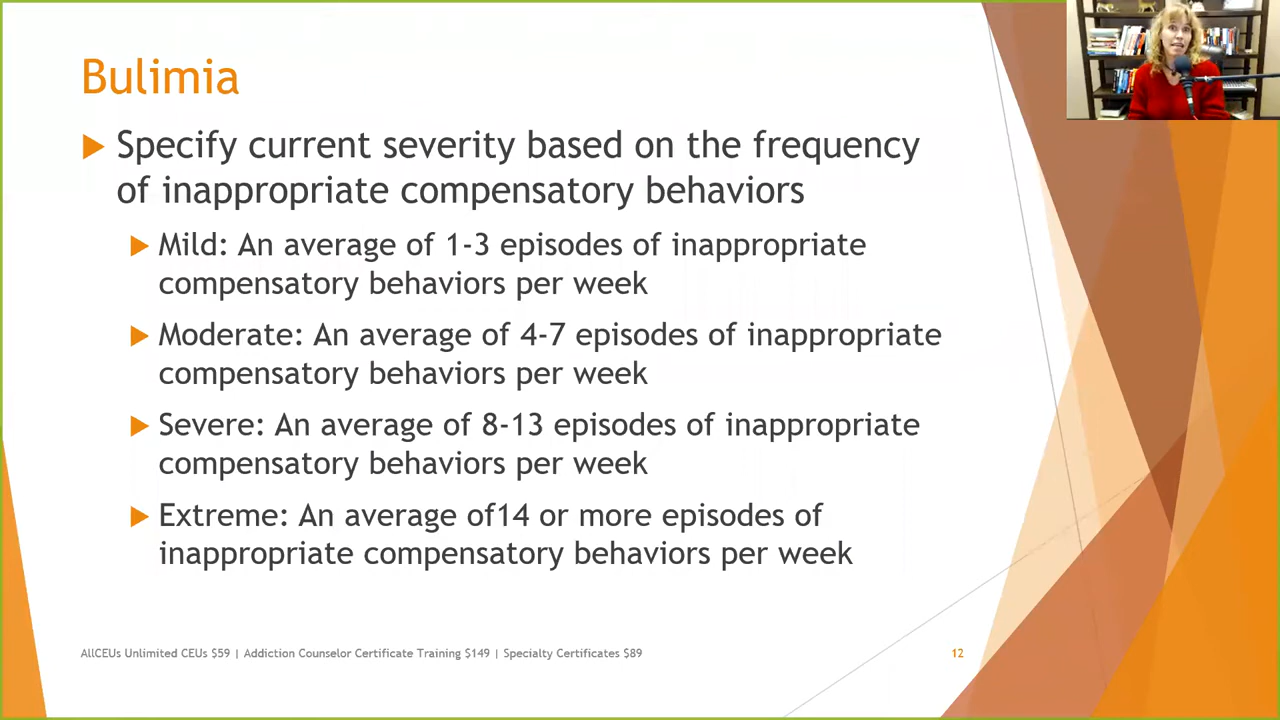 Bulimia
Specify current severity based on the frequency
of inappropriate compensatory behaviors
Mild: An average of 1-3 episodes of inappropriate
compensatory behaviors per week
Moderate: An average of 4-7 episodes of inappropriate
compensatory behaviors per week
Severe: An average of 8-13 episodes of inappropriate
compensatory behaviors per week
Extreme: An average of14 or more episodes of
inappropriate compensatory behaviors per week
AllCEUs Unlimited CEUs $59 | Addiction Counselor Certificate Training $149 | Specialty Certificates $89
12